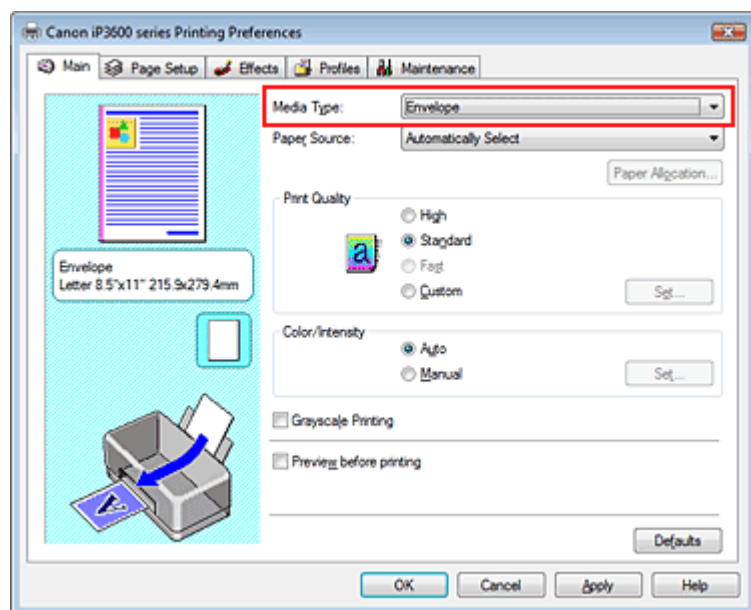 Canon iP3600 series Printing Preferences
Main Page Setup Effects Profiles Maintenance
Media Type: Envelope
Paper Source: Automatically Select
Paper Allocation...
Print Quality
High
a Standard
Fast
Custom Set...
Envelope
Letter 8.5"x11" 215.9x279.4mm
Color/Intensity
Auto
Manual Set...
Grayscale Printing
Preview before printing
Defaults
OK Cancel Apply Help